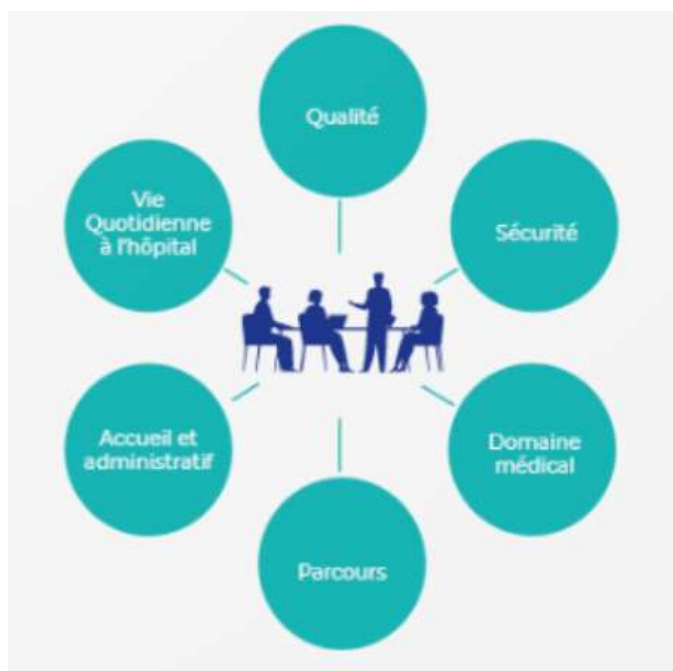 Qualité
Sécurité
Domaine
médical
Parcours
Accueil et
administratif
Vie
Quotidienne
à l'hôpital